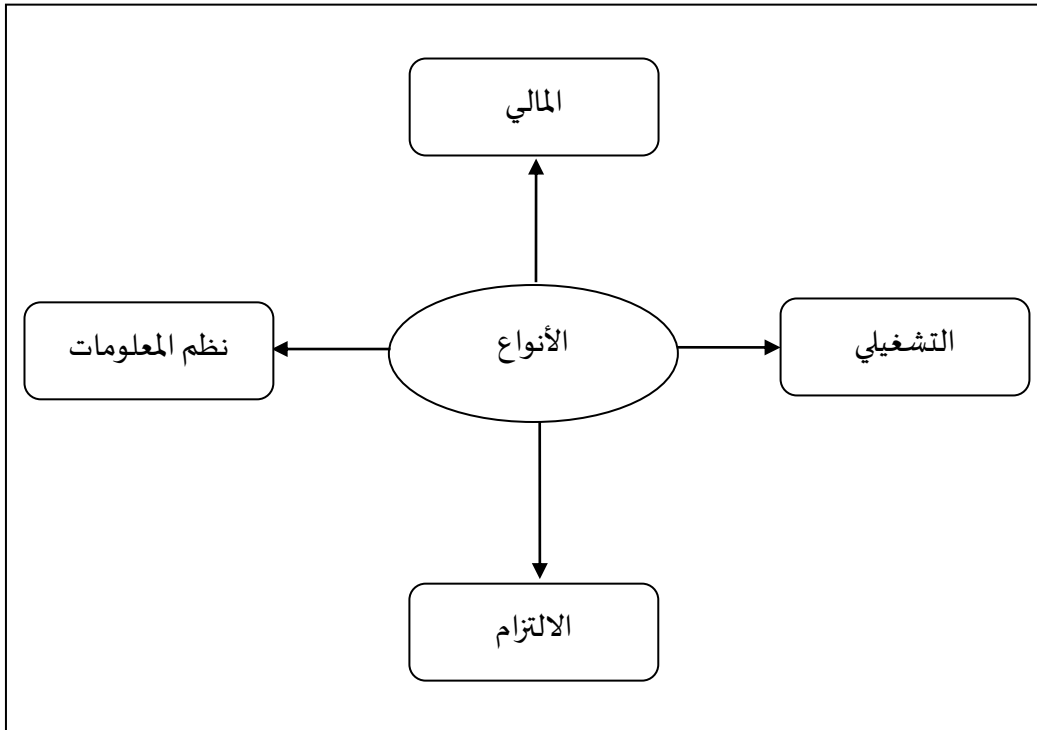 المالي
التشغيلي
الأنواع
نظم المعلومات
الالتزام